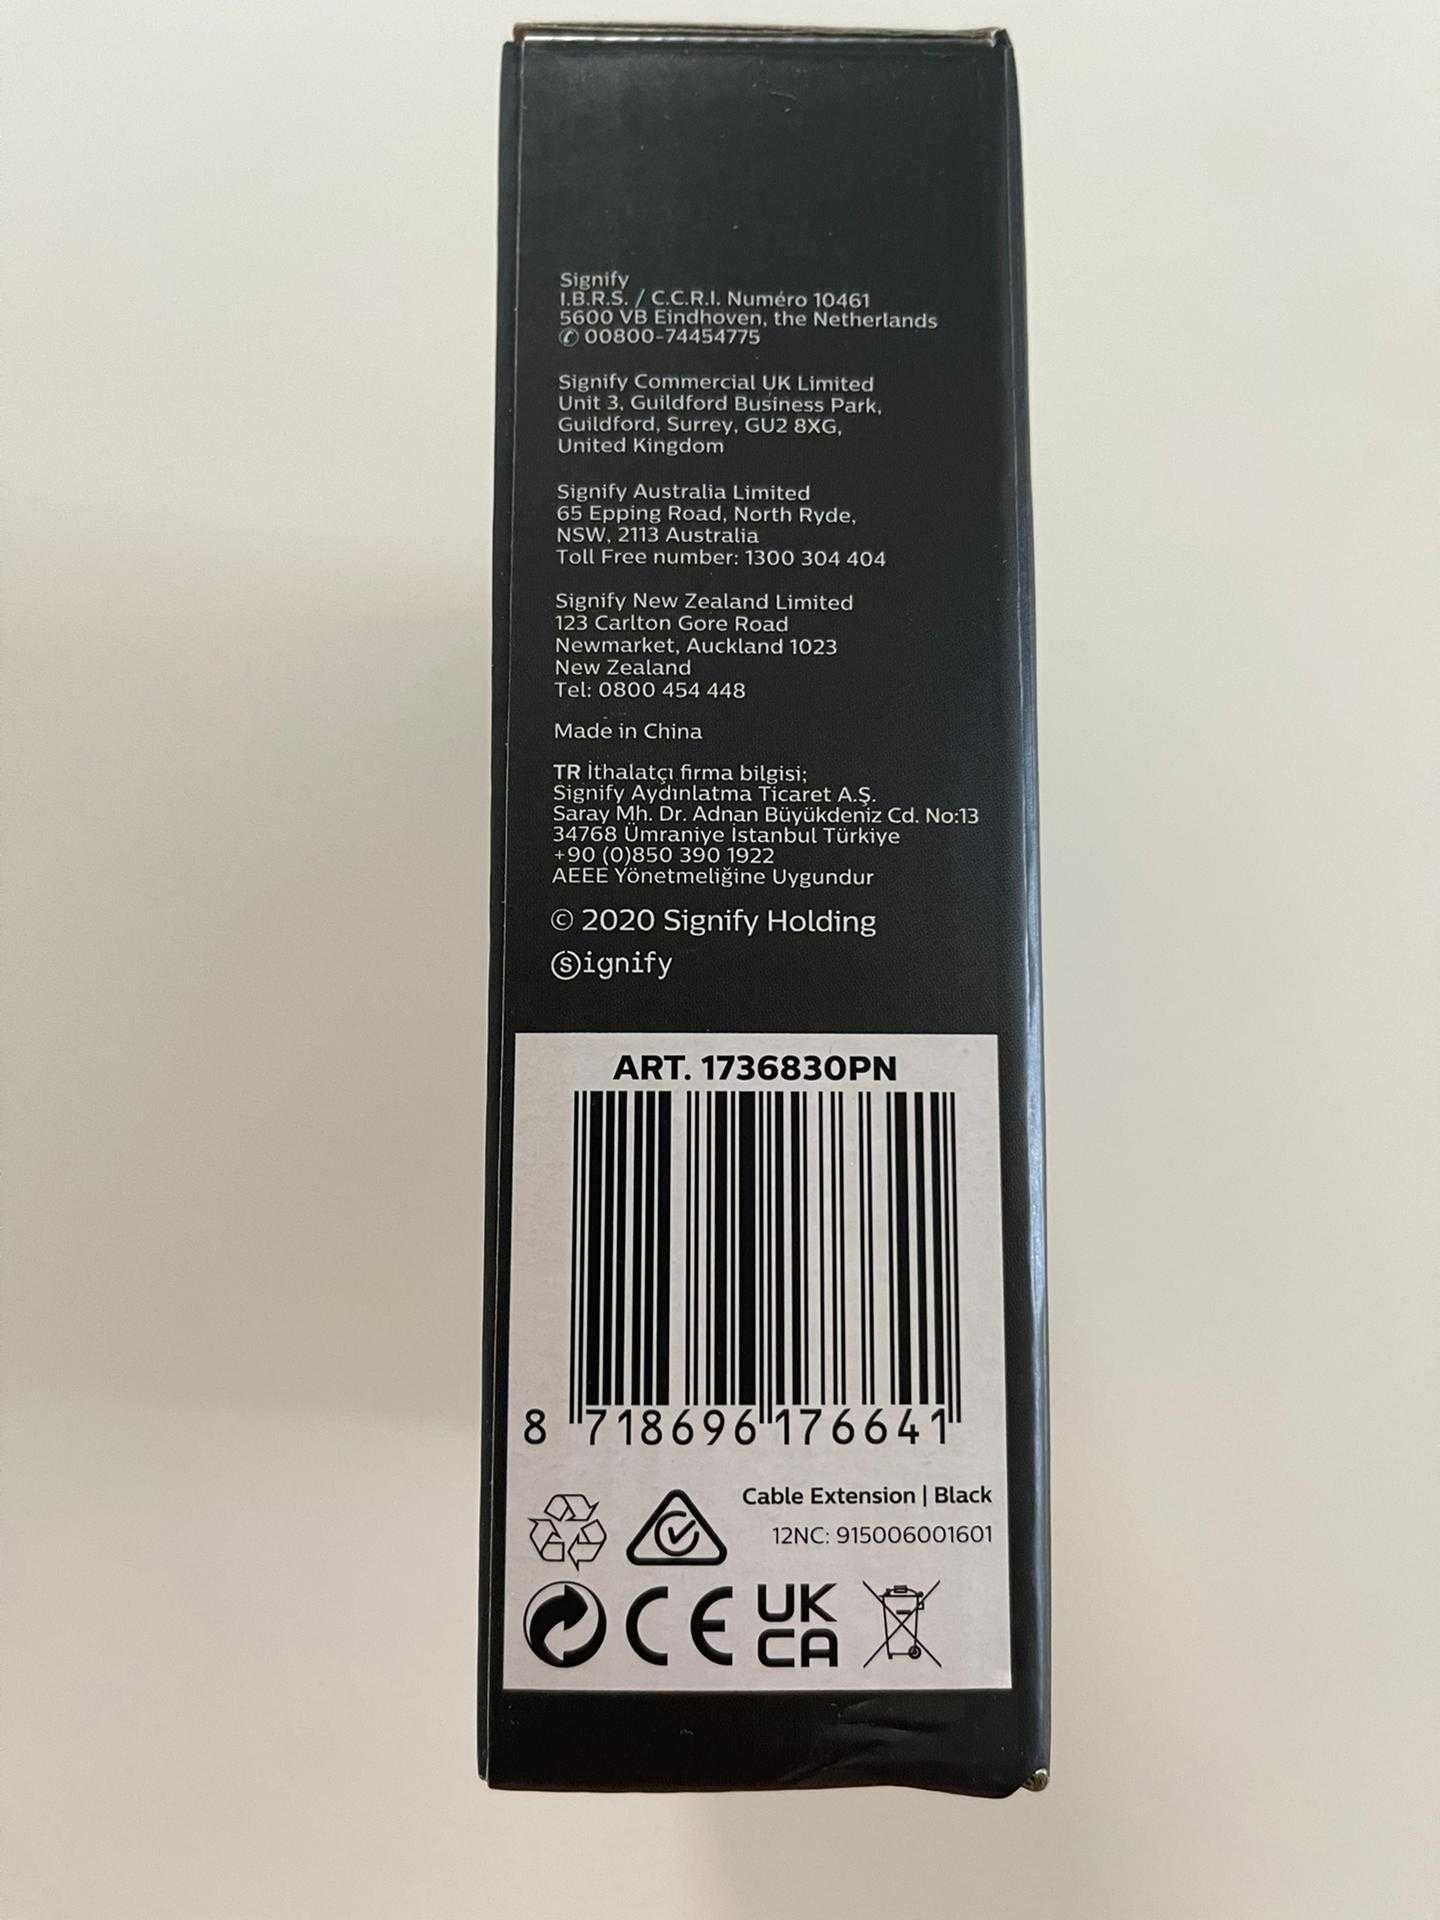 Signify
I.B.R.S. / C.C.R.I. Numéro 10461
5600 VB Eindhoven, the Netherlands
✆ 00800-74454775
Signify Commercial UK Limited
Unit 3, Guildford Business Park,
Guildford, Surrey, GU2 8XG,
United Kingdom
Signify Australia Limited
65 Epping Road, North Ryde,
NSW, 2113 Australia
Toll Free number: 1300 304 404
Signify New Zealand Limited
123 Carlton Gore Road
Newmarket, Auckland 1023
New Zealand
Tel: 0800 454 448
Made in China
TR İthalatçı firma bilgisi;
Signify Aydınlatma Ticaret A.Ş.
Saray Mh. Dr. Adnan Büyükdeniz Cd. No:13
34768 Ümraniye İstanbul Türkiye
+90 (0)850 390 1922
AEEE Yönetmeliğine Uygundur
© 2020 Signify Holding
Signify
ART. 1736830PN
8 718696 176641
Cable Extension | Black
12NC: 915006001601
CE UK
CA